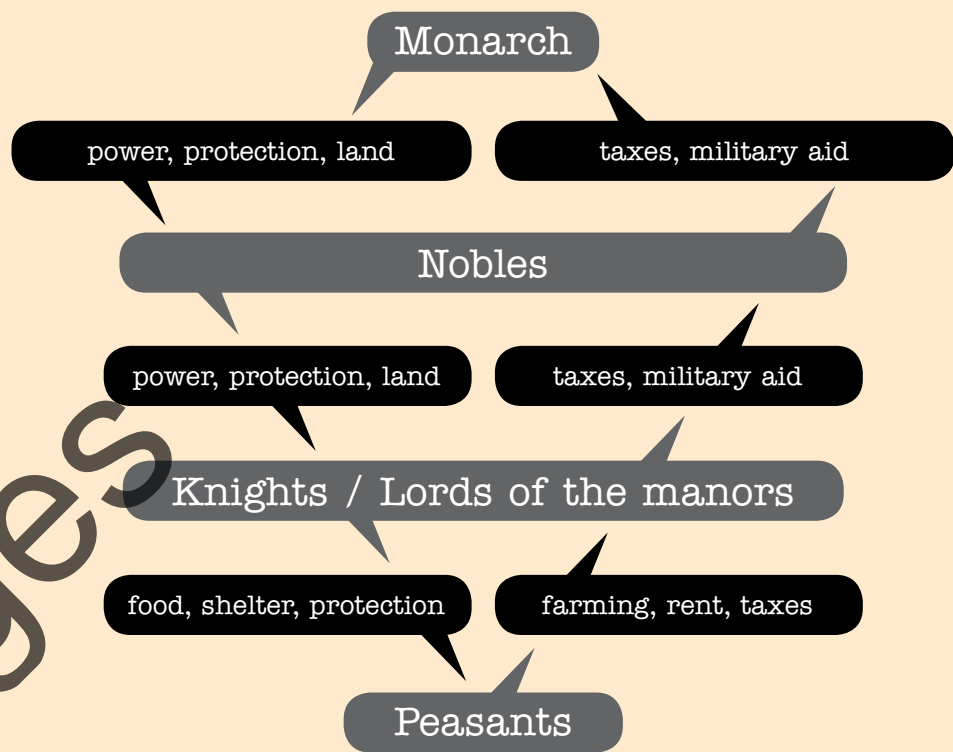 Monarch
power, protection, land
taxes, military aid
Nobles
power, protection, land
taxes, military aid
Knights / Lords of the manors
food, shelter, protection
farming, rent, taxes
Peasants